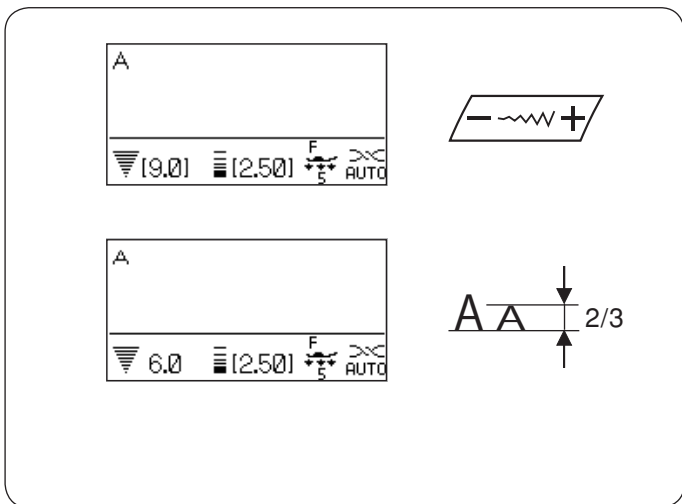 A
F
[9.0] [2.50] 5 AUTO
− +
A
F
6.0 [2.50] 5 AUTO
A A 2/3